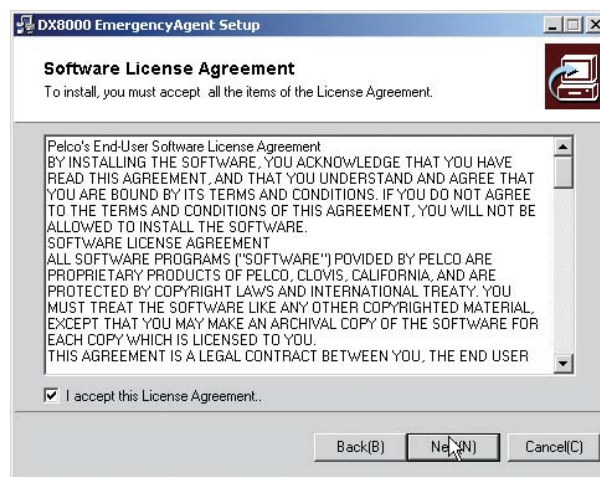 DX8000 EmergencyAgent Setup
Software License Agreement
To install, you must accept all the items of the License Agreement.
Pelco's End-User Software License Agreement
BY INSTALLING THE SOFTWARE, YOU ACKNOWLEDGE THAT YOU HAVE
READ THIS AGREEMENT, AND THAT YOU UNDERSTAND AND AGREE THAT
YOU ARE BOUND BY ITS TERMS AND CONDITIONS. IF YOU DO NOT AGREE
TO THE TERMS AND CONDITIONS OF THIS AGREEMENT, YOU WILL NOT BE
ALLOWED TO INSTALL THE SOFTWARE.
SOFTWARE LICENSE AGREEMENT
ALL SOFTWARE PROGRAMS ("SOFTWARE") POVIDED BY PELCO ARE
PROPRIETARY PRODUCTS OF PELCO, CLOVIS, CALIFORNIA, AND ARE
PROTECTED BY COPYRIGHT LAWS AND INTERNATIONAL TREATY. YOU
MUST TREAT THE SOFTWARE LIKE ANY OTHER COPYRIGHTED MATERIAL,
EXCEPT THAT YOU MAY MAKE AN ARCHIVAL COPY OF THE SOFTWARE FOR
EACH COPY WHICH IS LICENSED TO YOU.
THIS AGREEMENT IS A LEGAL CONTRACT BETWEEN YOU, THE END USER
I accept this License Agreement..
Back(B) Next(N) Cancel(C)